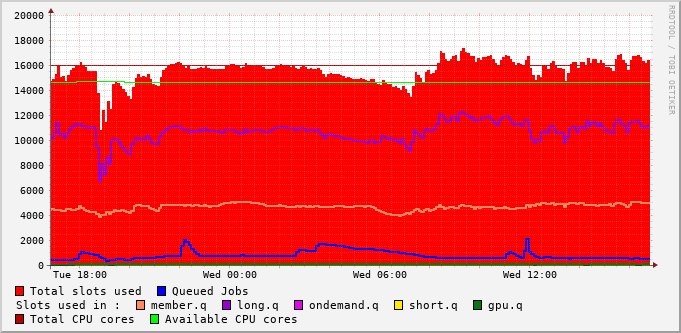 20000
18000
16000
14000
12000
10000
8000
6000
4000
2000
0
Tue 18:00 Wed 00:00 Wed 06:00 Wed 12:00
RRDTOOL / TOBI OETIKER
Total slots used Queued Jobs
Slots used in : member.q long.q ondemand.q short.q gpu.q
Total CPU cores Available CPU cores